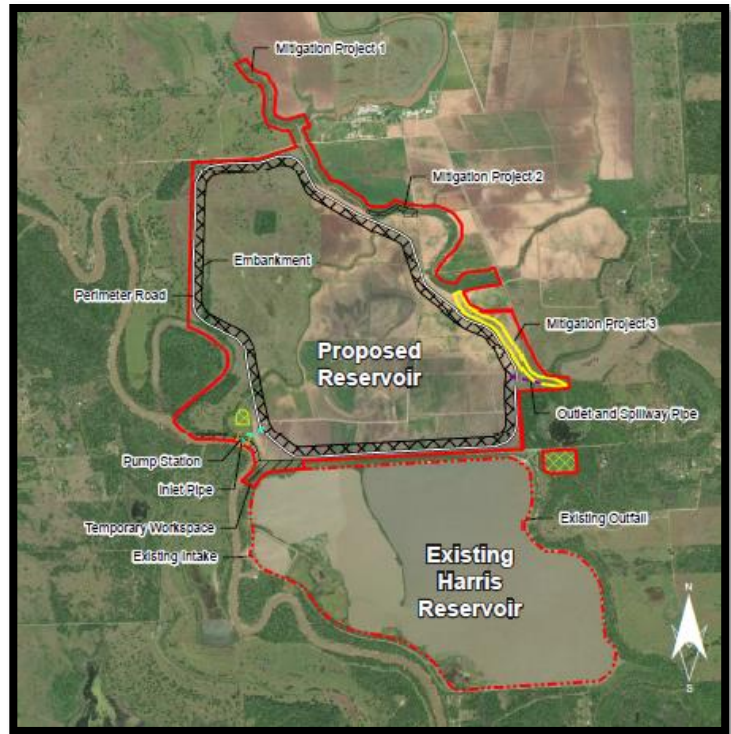 Mitigation Project 1
Mitigation Project 2
Embankment
Perimeter Road
Mitigation Project 3
Proposed
Reservoir
Outlet and Spillway Pipe
Pump Station
Inlet Pipe
Temporary Workspace
Existing Outfall
Existing Intake
Existing
Harris
Reservoir
N
S